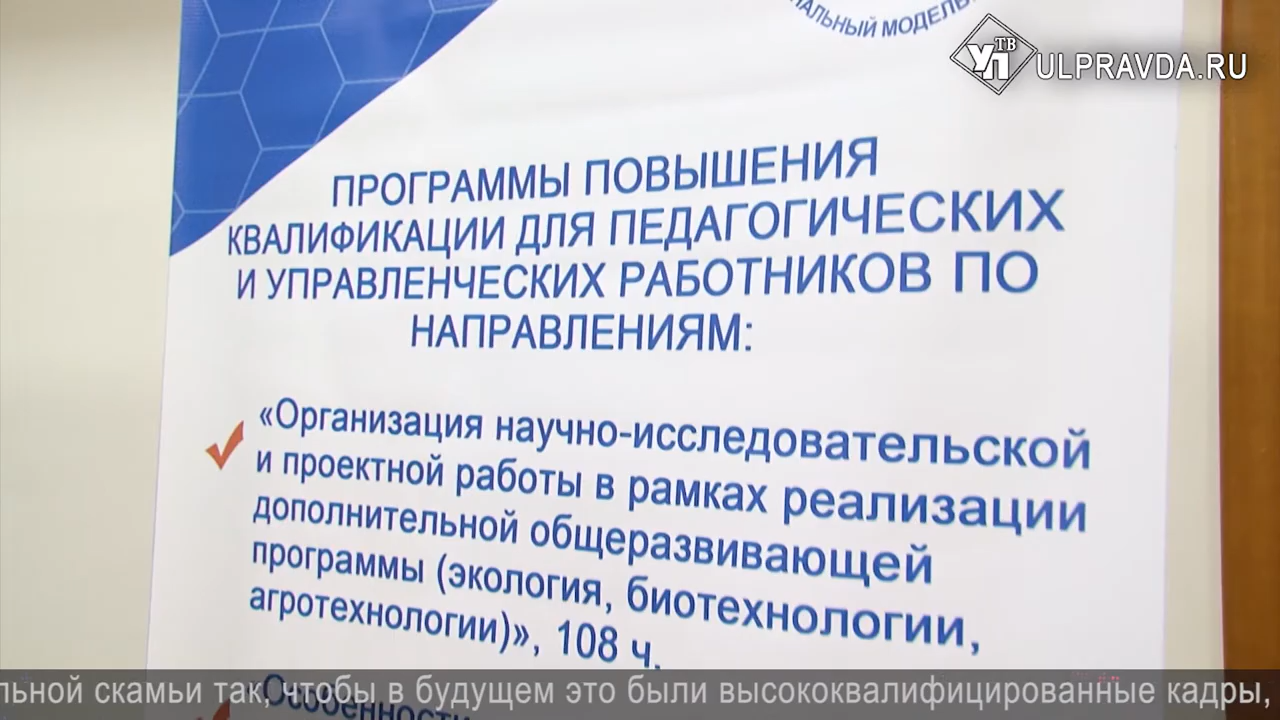 МОДЕЛЬ
УП ТВ ULPRAVDA.RU
ПРОГРАММЫ ПОВЫШЕНИЯ
КВАЛИФИКАЦИИ ДЛЯ ПЕДАГОГИЧЕСКИХ
И УПРАВЛЕНЧЕСКИХ РАБОТНИКОВ ПО
НАПРАВЛЕНИЯМ:
«Организация научно-исследовательской
и проектной работы в рамках реализации
дополнительной общеразвивающей
программы (экология, биотехнологии,
агротехнологии)», 108 ч.
«Особенности
льной скамьи так, чтобы в будущем это были высококвалифицированные кадры,